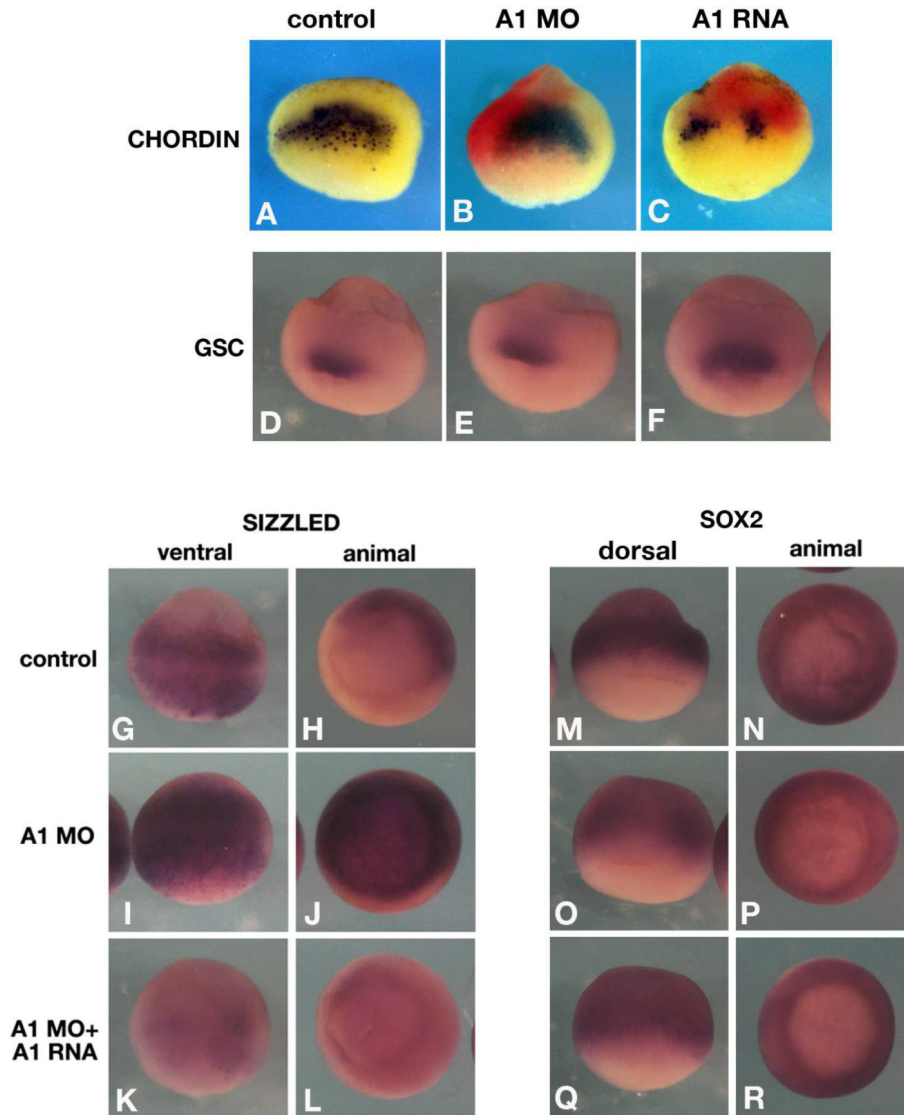 control A1 MO A1 RNA
CHORDIN
A B C
GSC
D E F
SIZZLED SOX2
ventral animal dorsal animal
control
G H M N
A1 MO
I J O P
A1 MO+
A1 RNA
K L Q R